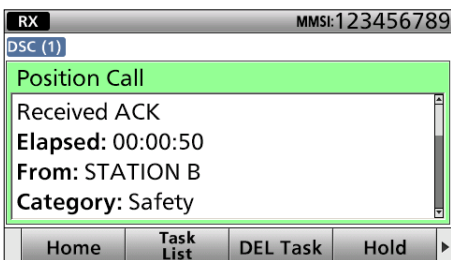 RX MMSI:123456789
DSC (1)
Position Call
Received ACK
Elapsed: 00:00:50
From: STATION B
Category: Safety
Home Task List DEL Task Hold